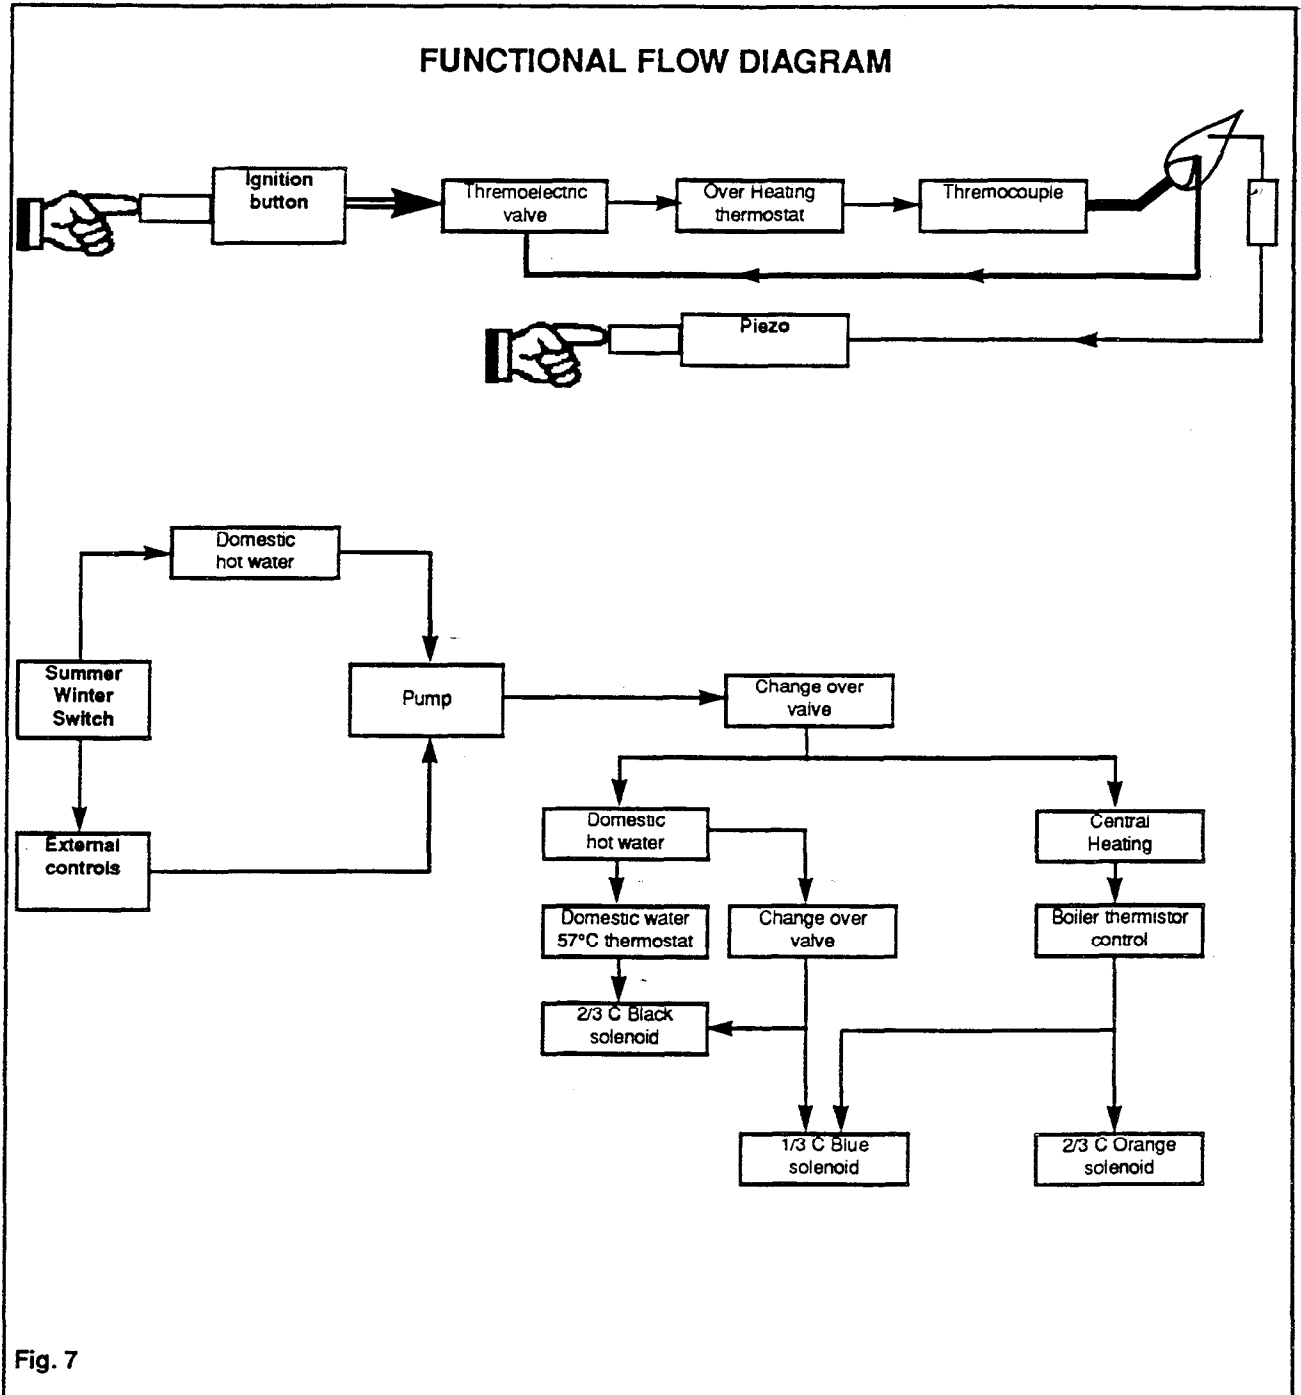 FUNCTIONAL FLOW DIAGRAM
Ignition
button
Thremoelectric
valve
Over Heating
thermostat
Thremocouple
Piezo
Domestic
hot water
Summer
Winter
Switch
Pump
Change over
valve
External
controls
Domestic
hot water
Central
Heating
Domestic water
57°C thermostat
Change over
valve
Boiler thermistor
control
2/3 C Black
solenoid
1/3 C Blue
solenoid
2/3 C Orange
solenoid
Fig. 7